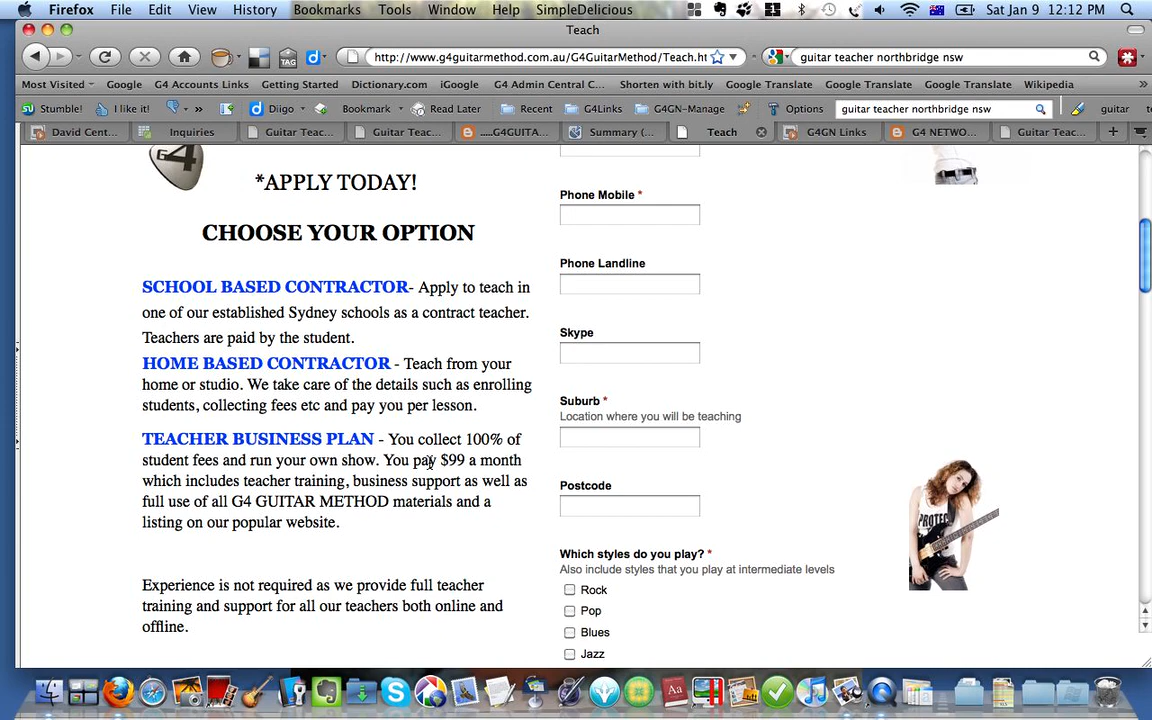 Firefox File Edit View History Bookmarks Tools Window Help SimpleDelicious Sat Jan 9 12:12 PM
Teach
TAG http://www.g4guitarmethod.com.au/G4GuitarMethod/Teach.ht guitar teacher northbridge nsw
Most Visited Google G4 Accounts Links Getting Started Dictionary.com iGoogle G4 Admin Central C... Shorten with bit.ly Google Translate Google Translate Google Translate Wikipedia »
Stumble! I like it! » Diigo Bookmark Read Later Recent G4Links G4GN-Manage Options guitar teacher northbridge nsw guitar
David Cent... Inquiries Guitar Teac... Guitar Teac... .....G4GUITA... Summary (... Teach G4GN Links G4 NETWO... Guitar Teac...
G4
*APPLY TODAY!
CHOOSE YOUR OPTION
SCHOOL BASED CONTRACTOR- Apply to teach in
one of our established Sydney schools as a contract teacher.
Teachers are paid by the student.
HOME BASED CONTRACTOR - Teach from your
home or studio. We take care of the details such as enrolling
students, collecting fees etc and pay you per lesson.
TEACHER BUSINESS PLAN - You collect 100% of
student fees and run your own show. You pay $99 a month
which includes teacher training, business support as well as
full use of all G4 GUITAR METHOD materials and a
listing on our popular website.
Experience is not required as we provide full teacher
training and support for all our teachers both online and
offline.
Phone Mobile *
Phone Landline
Skype
Suburb *
Location where you will be teaching
Postcode
Which styles do you play? *
Also include styles that you play at intermediate levels
Rock
Pop
Blues
Jazz
PROTEC
Aa